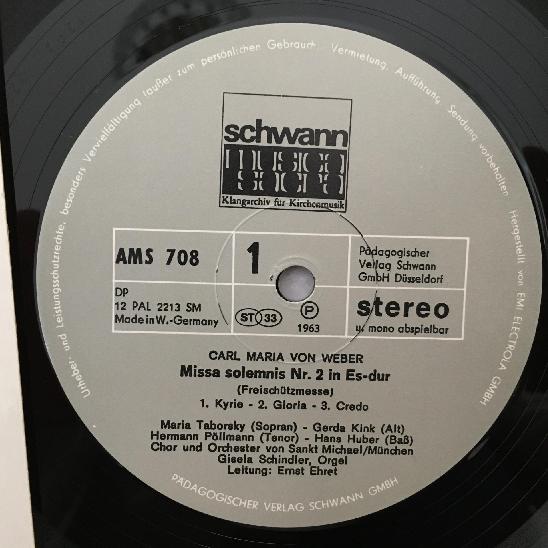 Urheber- und Leistungsschutzrechte, besonders Vervielfältigung (außer zum persönlichen Gebrauch), Vermietung, Aufführung, Sendung vorbehalten. Hergestellt von EMI ELECTROLA GMBH
schwann
musica
sacra
Klangarchiv für Kirchenmusik
AMS 708
1
Pädagogischer
Verlag Schwann
GmbH Düsseldorf
DP
12 PAL 2213 SM
Made in W.-Germany
ST 33
P
1963
stereo
u. mono abspielbar
CARL MARIA VON WEBER
Missa solemnis Nr. 2 in Es-dur
(Freischützmesse)
1. Kyrie - 2. Gloria - 3. Credo
Maria Taborsky (Sopran) - Gerda Kink (Alt)
Hermann Pöllmann (Tenor) - Hans Huber (Baß)
Chor und Orchester von Sankt Michael/München
Gisela Schindler, Orgel
Leitung: Ernst Ehret
PÄDAGOGISCHER VERLAG SCHWANN GMBH